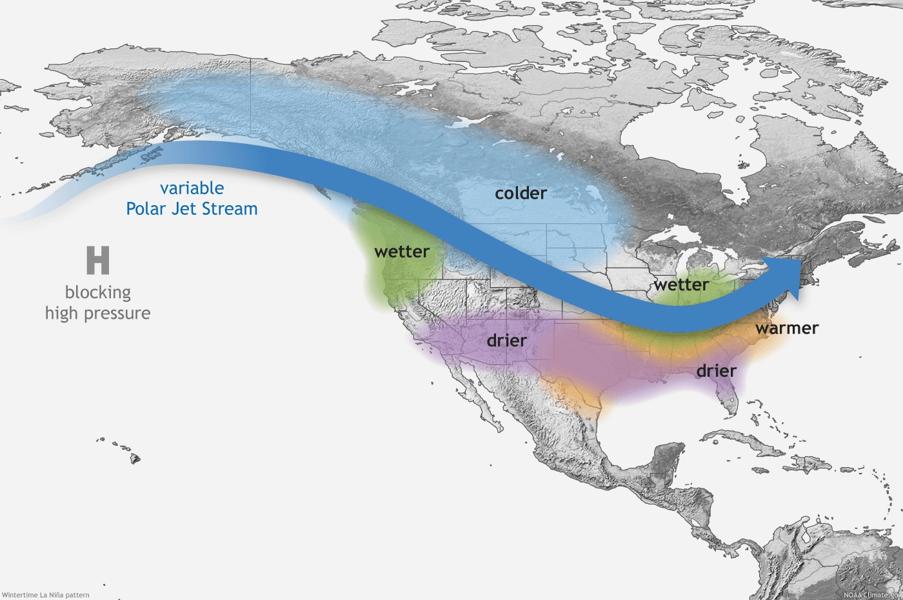 colder
variable
Polar Jet Stream
wetter
H
blocking
high pressure
wetter
warmer
drier
drier
Wintertime La Niña pattern
NOAA Climate.gov